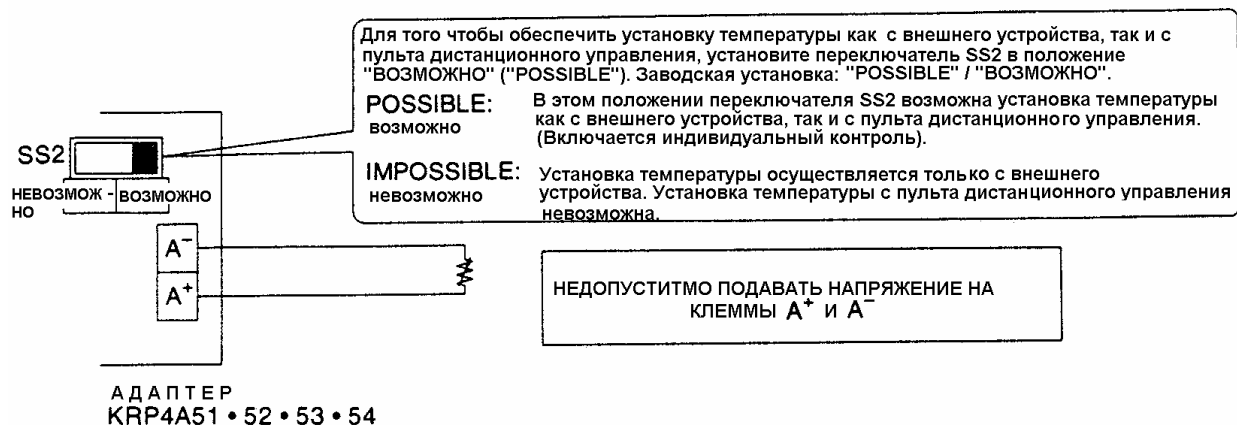 Для того чтобы обеспечить установку температуры как с внешнего устройства, так и с
пульта дистанционного управления, установите переключатель SS2 в положение
"ВОЗМОЖНО" ("POSSIBLE"). Заводская установка: "POSSIBLE" / "ВОЗМОЖНО".
POSSIBLE:
возможно
В этом положении переключателя SS2 возможна установка температуры
как с внешнего устройства, так и с пульта дистанционного управления.
(Включается индивидуальный контроль).
IMPOSSIBLE:
невозможно
Установка температуры осуществляется только с внешнего
устройства. Установка температуры с пульта дистанционного управления
невозможна.
SS2
НЕВОЗМОЖ -
НО
ВОЗМОЖНО
A⁻
A⁺
НЕДОПУСТИТМО ПОДАВАТЬ НАПРЯЖЕНИЕ НА
КЛЕММЫ A⁺ И A⁻
АДАПТЕР
KRP4A51 • 52 • 53 • 54